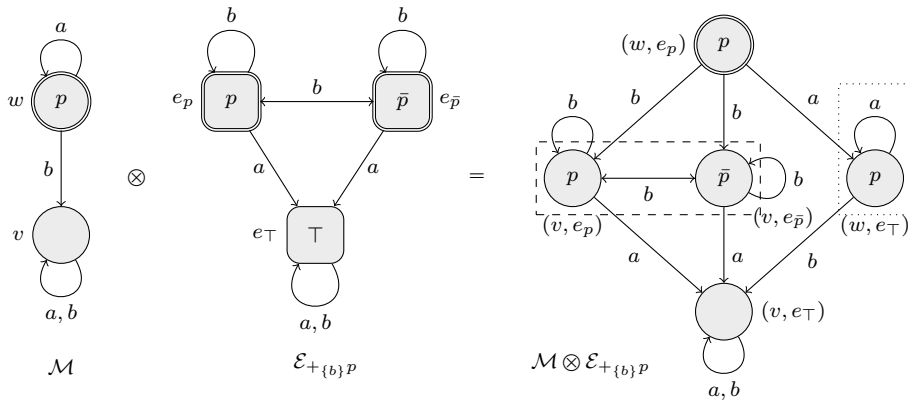 a
w
p
b
v
a, b
M
⊗
b
b
e_p
p
b
p̄
e_p̄
a
a
e_⊤
⊤
a, b
ℰ_{+_{b} p}
=
(w, e_p)
p
b
b
a
b
p
(v, e_p)
b
p̄
b
(v, e_p̄)
a
p
(w, e_⊤)
a
a
b
(v, e_⊤)
a, b
M ⊗ ℰ_{+_{b} p}